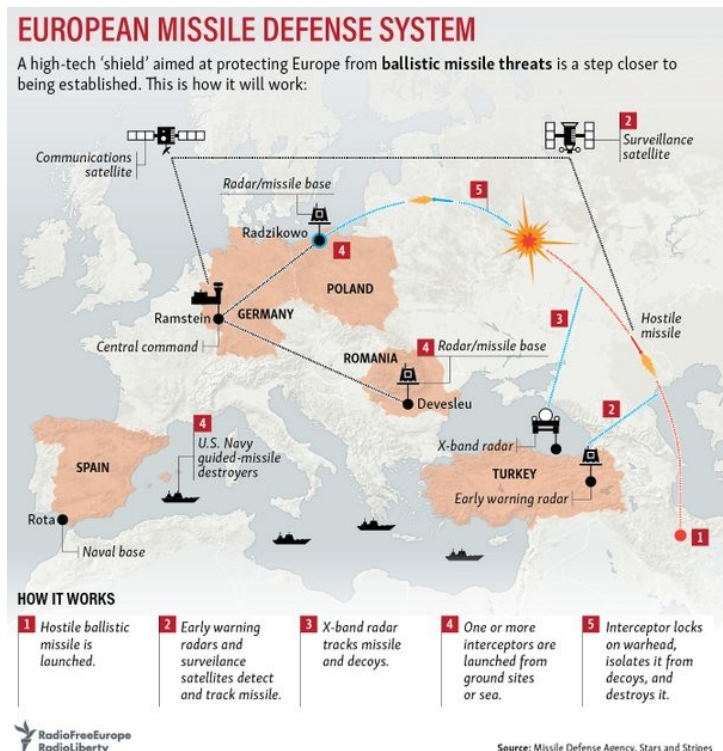 EUROPEAN MISSILE DEFENSE SYSTEM
A high-tech ‘shield’ aimed at protecting Europe from ballistic missile threats is a step closer to
being established. This is how it will work:
Communications
satellite
2
Surveillance
satellite
Radar/missile base
5
Radzikowo
4
POLAND
Ramstein
GERMANY
3
Hostile
missile
Central command
ROMANIA
4
Radar/missile base
Devesleu
2
4
U.S. Navy
guided-missile
destroyers
X-band radar
SPAIN
TURKEY
Early warning radar
Rota
Naval base
1
HOW IT WORKS
1
Hostile ballistic
missile is
launched.
2
Early warning
radars and
surveilance
satellites detect
and track missile.
3
X-band radar
tracks missile
and decoys.
4
One or more
interceptors are
launched from
ground sites
or sea.
5
Interceptor locks
on warhead,
isolates it from
decoys, and
destroys it.
RadioFreeEurope
RadioLiberty
Source: Missile Defense Agency, Stars and Stripes